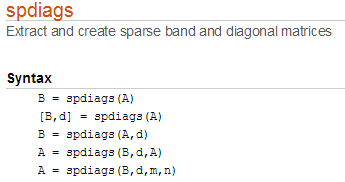 spdiags
Extract and create sparse band and diagonal matrices
Syntax
B = spdiags(A)
[B,d] = spdiags(A)
B = spdiags(A,d)
A = spdiags(B,d,A)
A = spdiags(B,d,m,n)